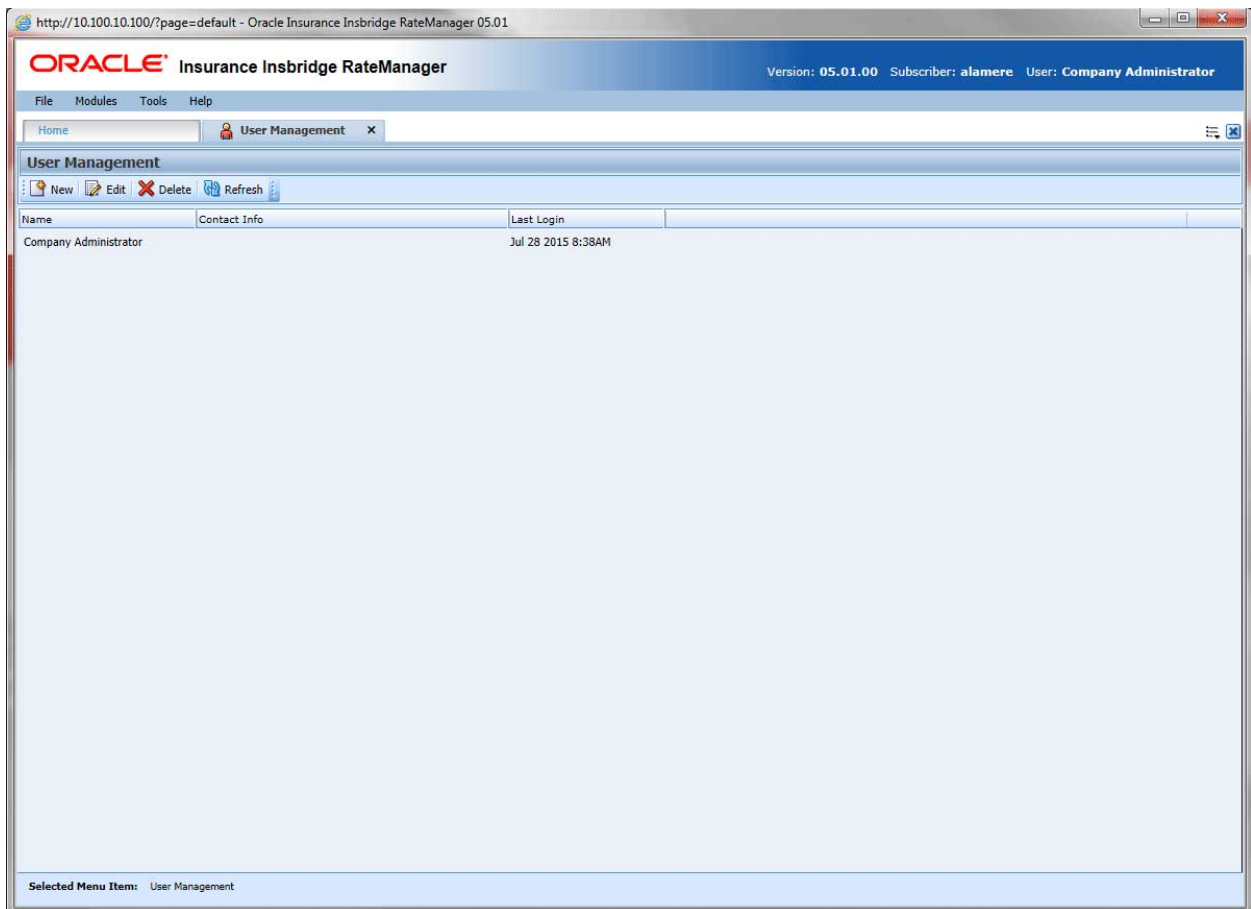 http://10.100.10.100/?page=default - Oracle Insurance Insbridge RateManager 05.01
ORACLE Insurance Insbridge RateManager
Version: 05.01.00 Subscriber: alamere User: Company Administrator
File Modules Tools Help
Home User Management x
User Management
New Edit Delete Refresh
Name Contact Info Last Login
Company Administrator Jul 28 2015 8:38AM
Selected Menu Item: User Management